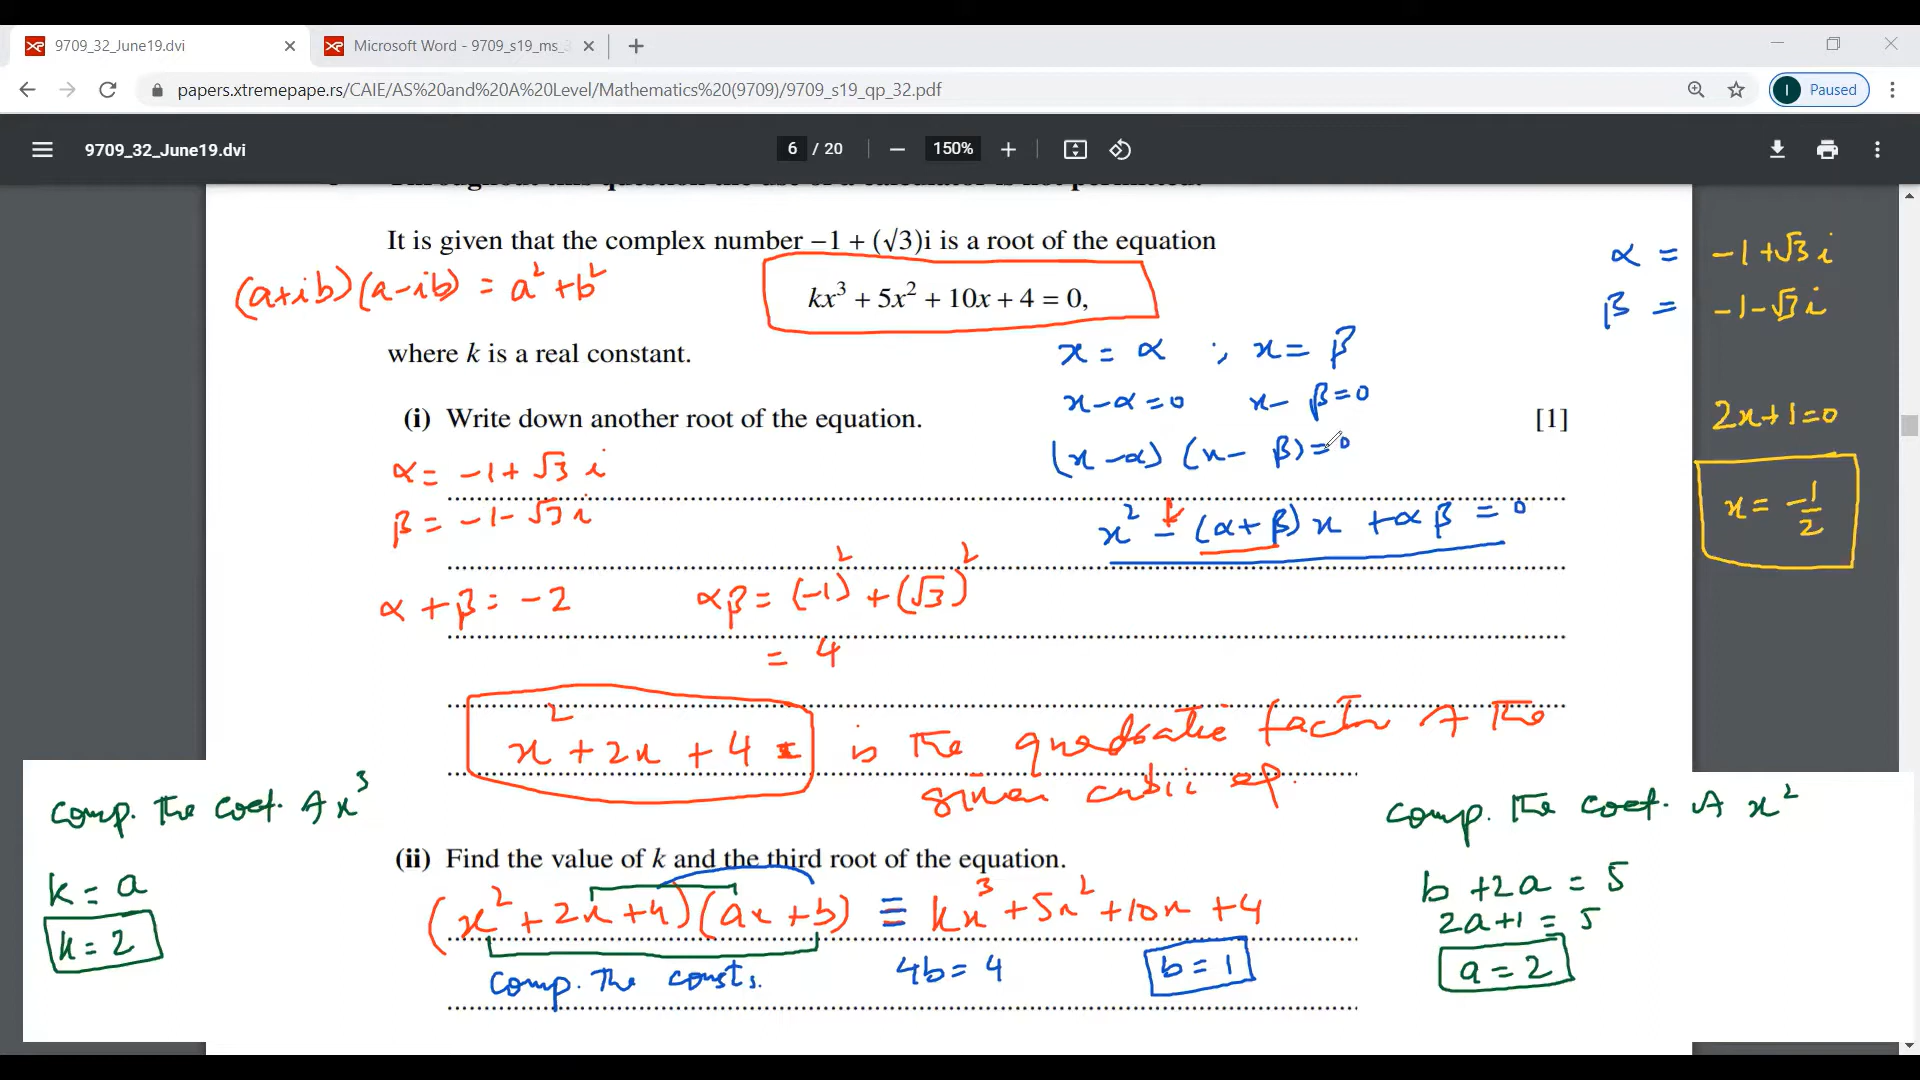 9709_32_June19.dvi
Microsoft Word - 9709_s19_ms_3
papers.xtremepape.rs/CAIE/AS%20and%20A%20Level/Mathematics%20(9709)/9709_s19_qp_32.pdf
I Paused
9709_32_June19.dvi
6 / 20
150%
It is given that the complex number −1 + (√3)i is a root of the equation
(a+ib)(a-ib) = a² + b²
kx³ + 5x² + 10x + 4 = 0,
α = -1+√3 i
β = -1-√3 i
where k is a real constant.
x = α ; x = β
x-α=0 x-β=0
(i) Write down another root of the equation. [1]
(x-α)(x-β)=0
2x+1=0
x = -1/2
α = -1+√3 i
β = -1-√3 i
x² - (α+β)x + αβ = 0
α + β = -2
αβ = (-1)² + (√3)²
= 4
x² + 2x + 4 is the quadratic factor of the
given cubic eq.
comp. the coef. of x³
k = a
k = 2
comp. the coef. of x²
b + 2a = 5
2a+1 = 5
a = 2
(ii) Find the value of k and the third root of the equation.
(x² + 2x + 4)(ax + b) ≡ kx³ + 5x² + 10x + 4
comp. the consts.
4b = 4
b = 1